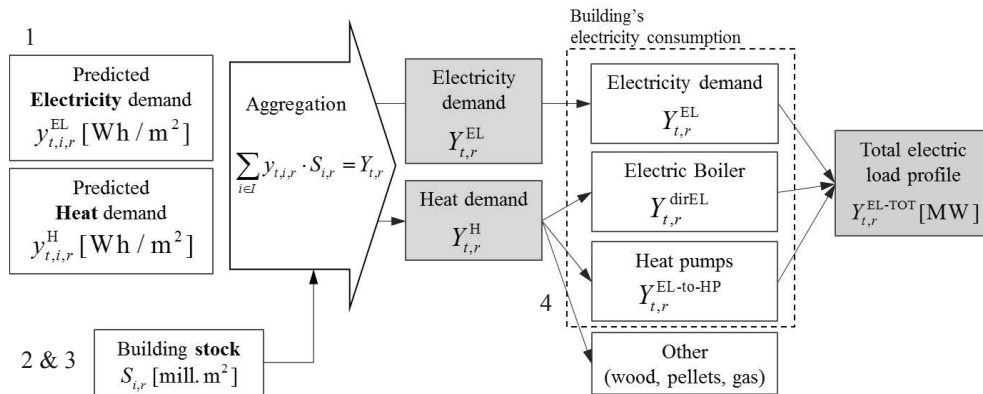 1
Predicted
Electricity demand
y_{t,i,r}^{EL} [Wh / m²]
Predicted
Heat demand
y_{t,i,r}^{H} [Wh / m²]
2 & 3
Building stock
S_{i,r} [mill. m²]
Aggregation
∑_{i∈I} y_{t,i,r} · S_{i,r} = Y_{t,r}
Electricity
demand
Y_{t,r}^{EL}
Heat demand
Y_{t,r}^{H}
4
Building's
electricity consumption
Electricity demand
Y_{t,r}^{EL}
Electric Boiler
Y_{t,r}^{dirEL}
Heat pumps
Y_{t,r}^{EL-to-HP}
Other
(wood, pellets, gas)
Total electric
load profile
Y_{t,r}^{EL-TOT} [MW]